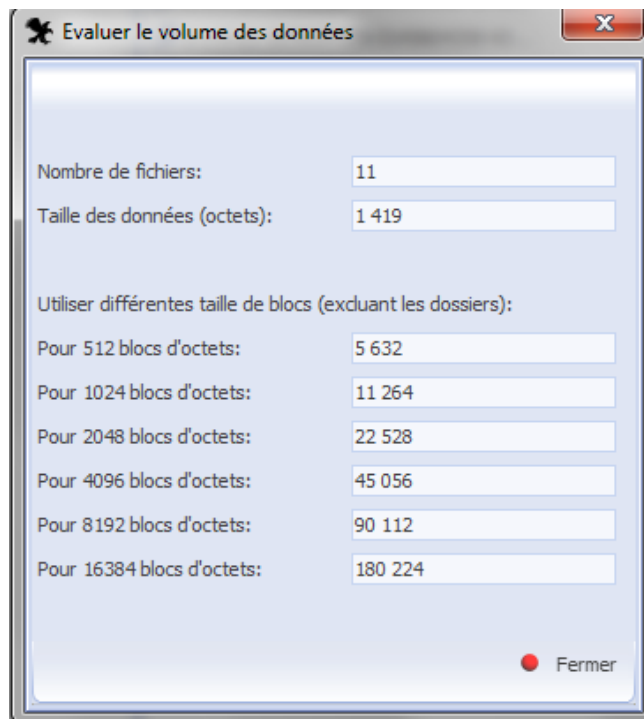 Evaluer le volume des données
Nombre de fichiers: 11
Taille des données (octets): 1 419
Utiliser différentes taille de blocs (excluant les dossiers):
Pour 512 blocs d'octets: 5 632
Pour 1024 blocs d'octets: 11 264
Pour 2048 blocs d'octets: 22 528
Pour 4096 blocs d'octets: 45 056
Pour 8192 blocs d'octets: 90 112
Pour 16384 blocs d'octets: 180 224
Fermer